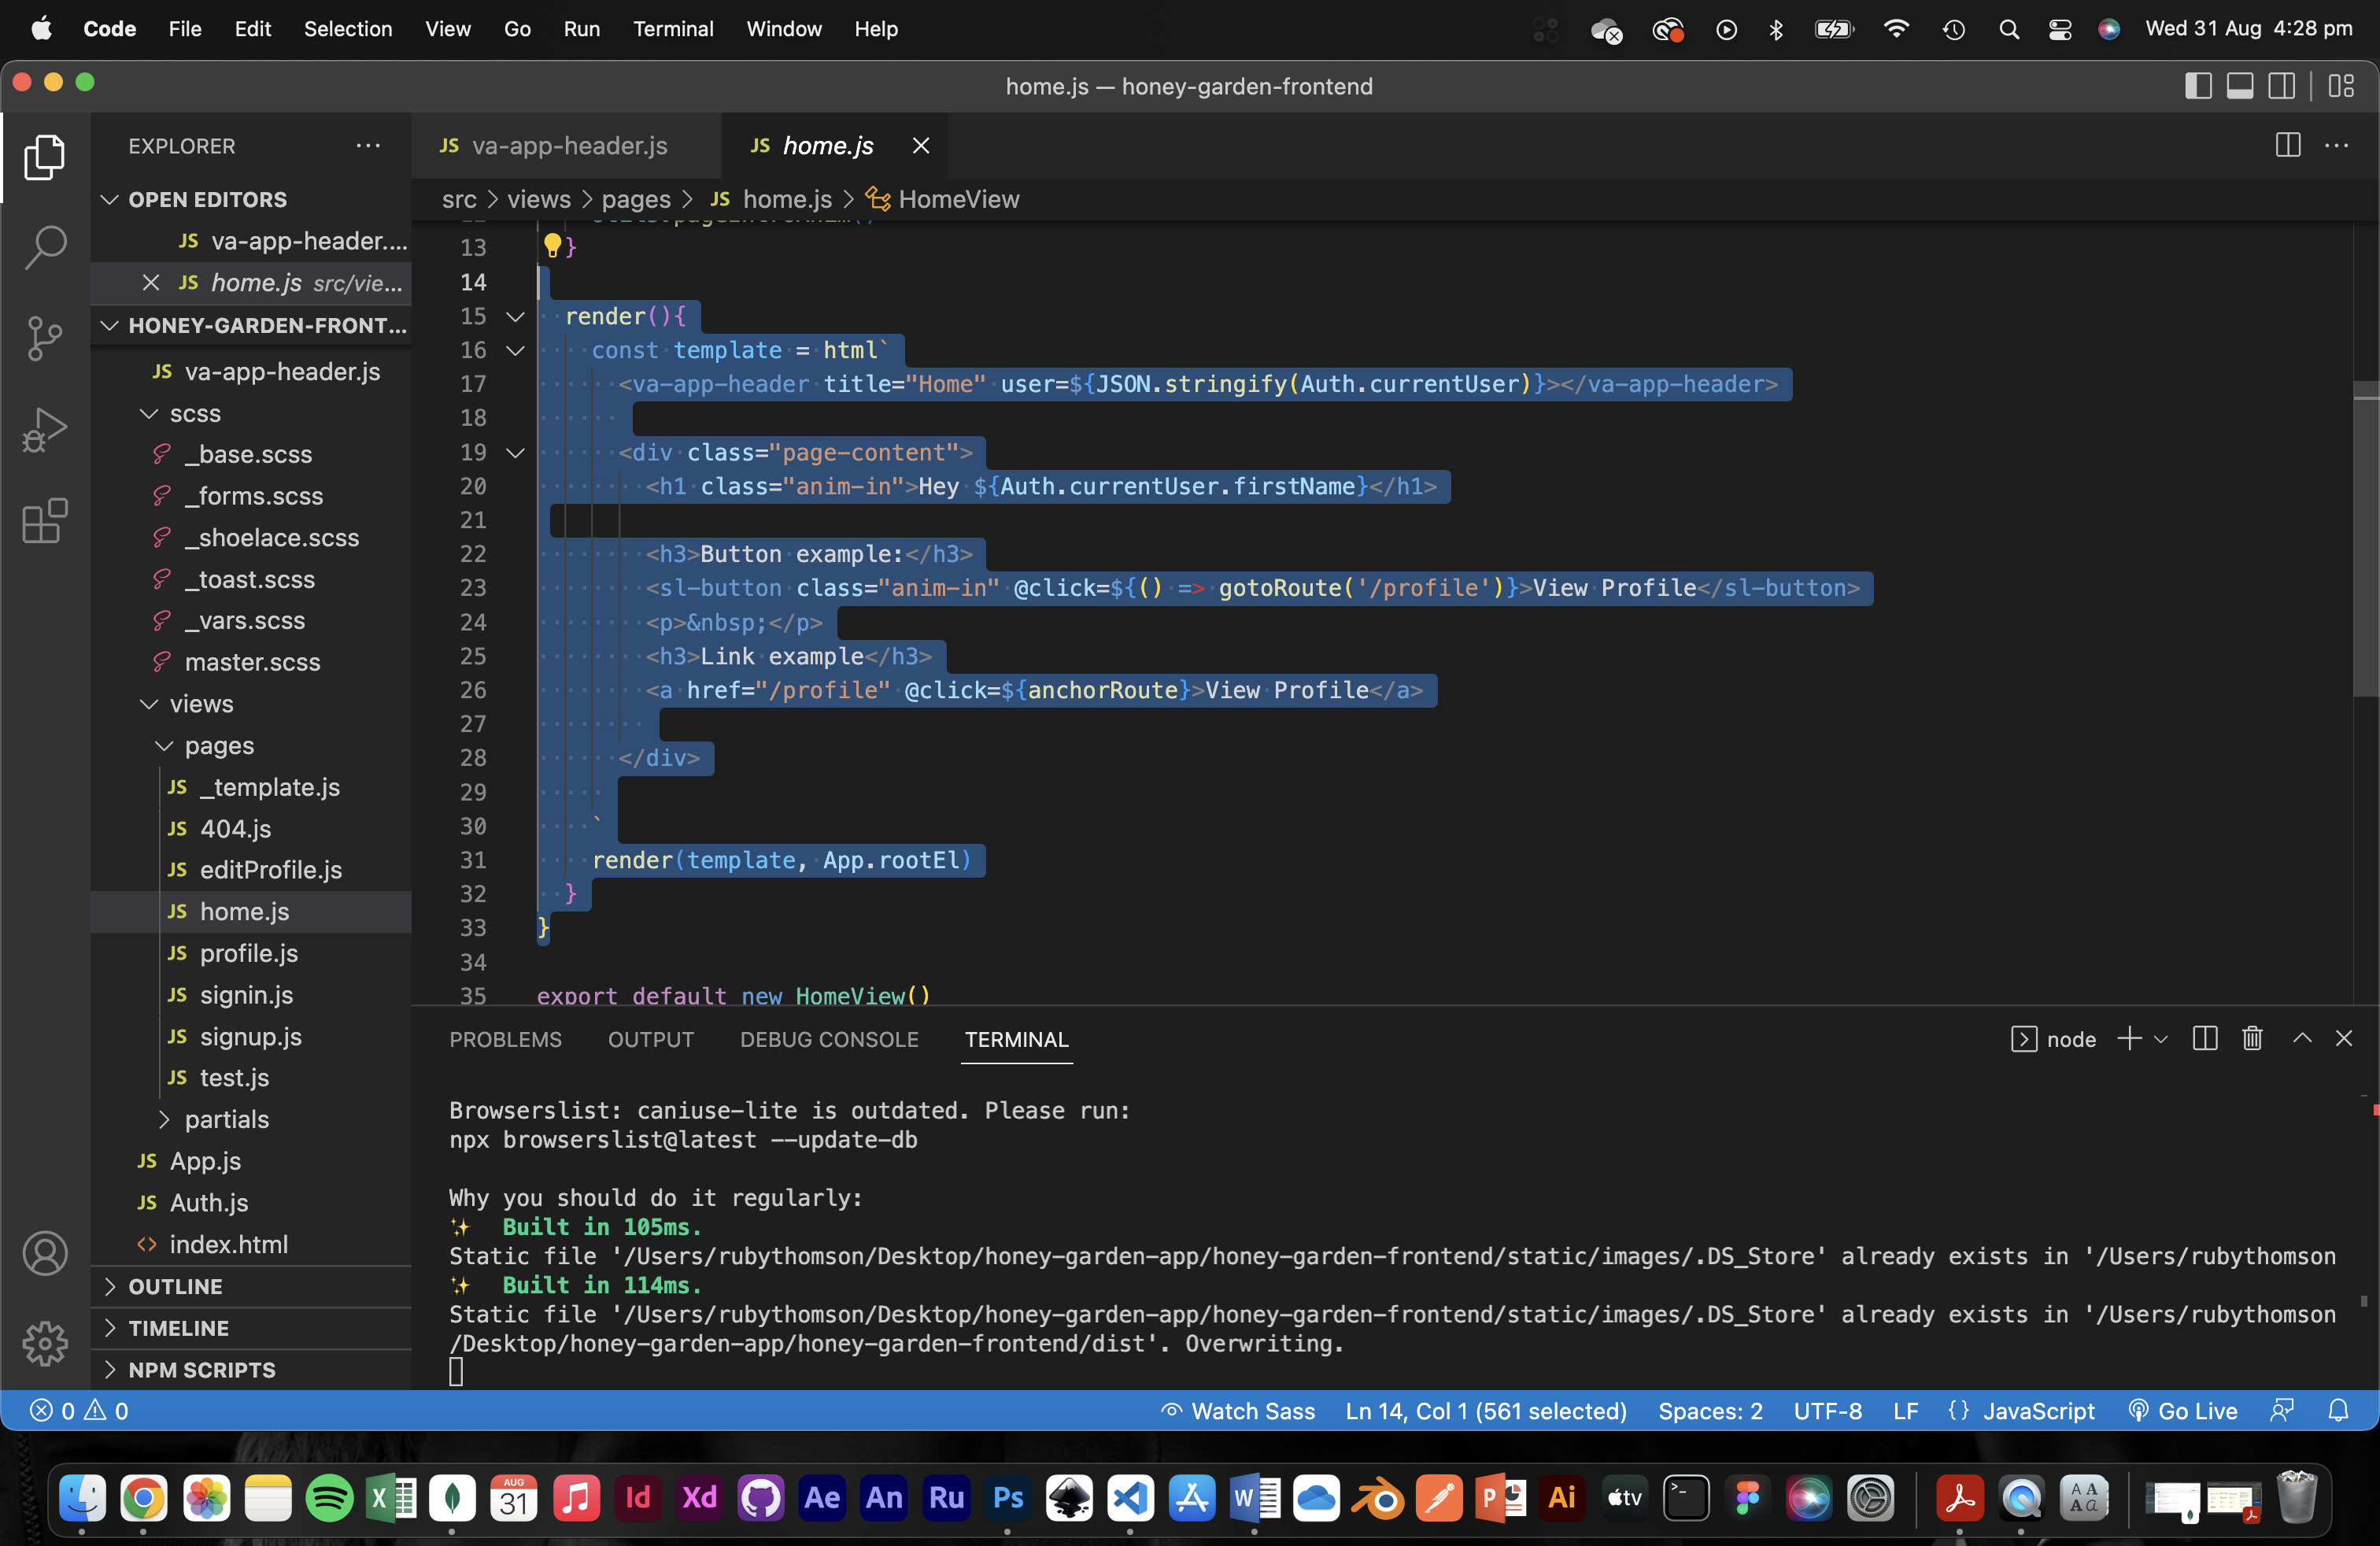 Code File Edit Selection View Go Run Terminal Window Help Wed 31 Aug 4:28 pm
home.js — honey-garden-frontend
EXPLORER
OPEN EDITORS
JS va-app-header....
JS home.js src/vie...
HONEY-GARDEN-FRONT...
JS va-app-header.js
scss
_base.scss
_forms.scss
_shoelace.scss
_toast.scss
_vars.scss
master.scss
views
pages
JS _template.js
JS 404.js
JS editProfile.js
JS home.js
JS profile.js
JS signin.js
JS signup.js
JS test.js
partials
JS App.js
JS Auth.js
<> index.html
OUTLINE
TIMELINE
NPM SCRIPTS
JS va-app-header.js JS home.js
src > views > pages > JS home.js > HomeView
13 }
14
15 render(){
16 const template = html`
17 <va-app-header title="Home" user=${JSON.stringify(Auth.currentUser)}></va-app-header>
18
19 <div class="page-content">
20 <h1 class="anim-in">Hey ${Auth.currentUser.firstName}</h1>
21
22 <h3>Button example:</h3>
23 <sl-button class="anim-in" @click=${() => gotoRoute('/profile')}>View Profile</sl-button>
24 <p>&nbsp;</p>
25 <h3>Link example</h3>
26 <a href="/profile" @click=${anchorRoute}>View Profile</a>
27
28 </div>
29
30 `
31 render(template, App.rootEl)
32 }
33 }
34
35 export default new HomeView()
PROBLEMS OUTPUT DEBUG CONSOLE TERMINAL node
Browserslist: caniuse-lite is outdated. Please run:
npx browserslist@latest --update-db
Why you should do it regularly:
✨ Built in 105ms.
Static file '/Users/rubythomson/Desktop/honey-garden-app/honey-garden-frontend/static/images/.DS_Store' already exists in '/Users/rubythomson
✨ Built in 114ms.
Static file '/Users/rubythomson/Desktop/honey-garden-app/honey-garden-frontend/static/images/.DS_Store' already exists in '/Users/rubythomson
/Desktop/honey-garden-app/honey-garden-frontend/dist'. Overwriting.
0 0 Watch Sass Ln 14, Col 1 (561 selected) Spaces: 2 UTF-8 LF {} JavaScript Go Live
X AUG 31 Id Xd Ae An Ru Ps W P Ai tv >_ AA Aa